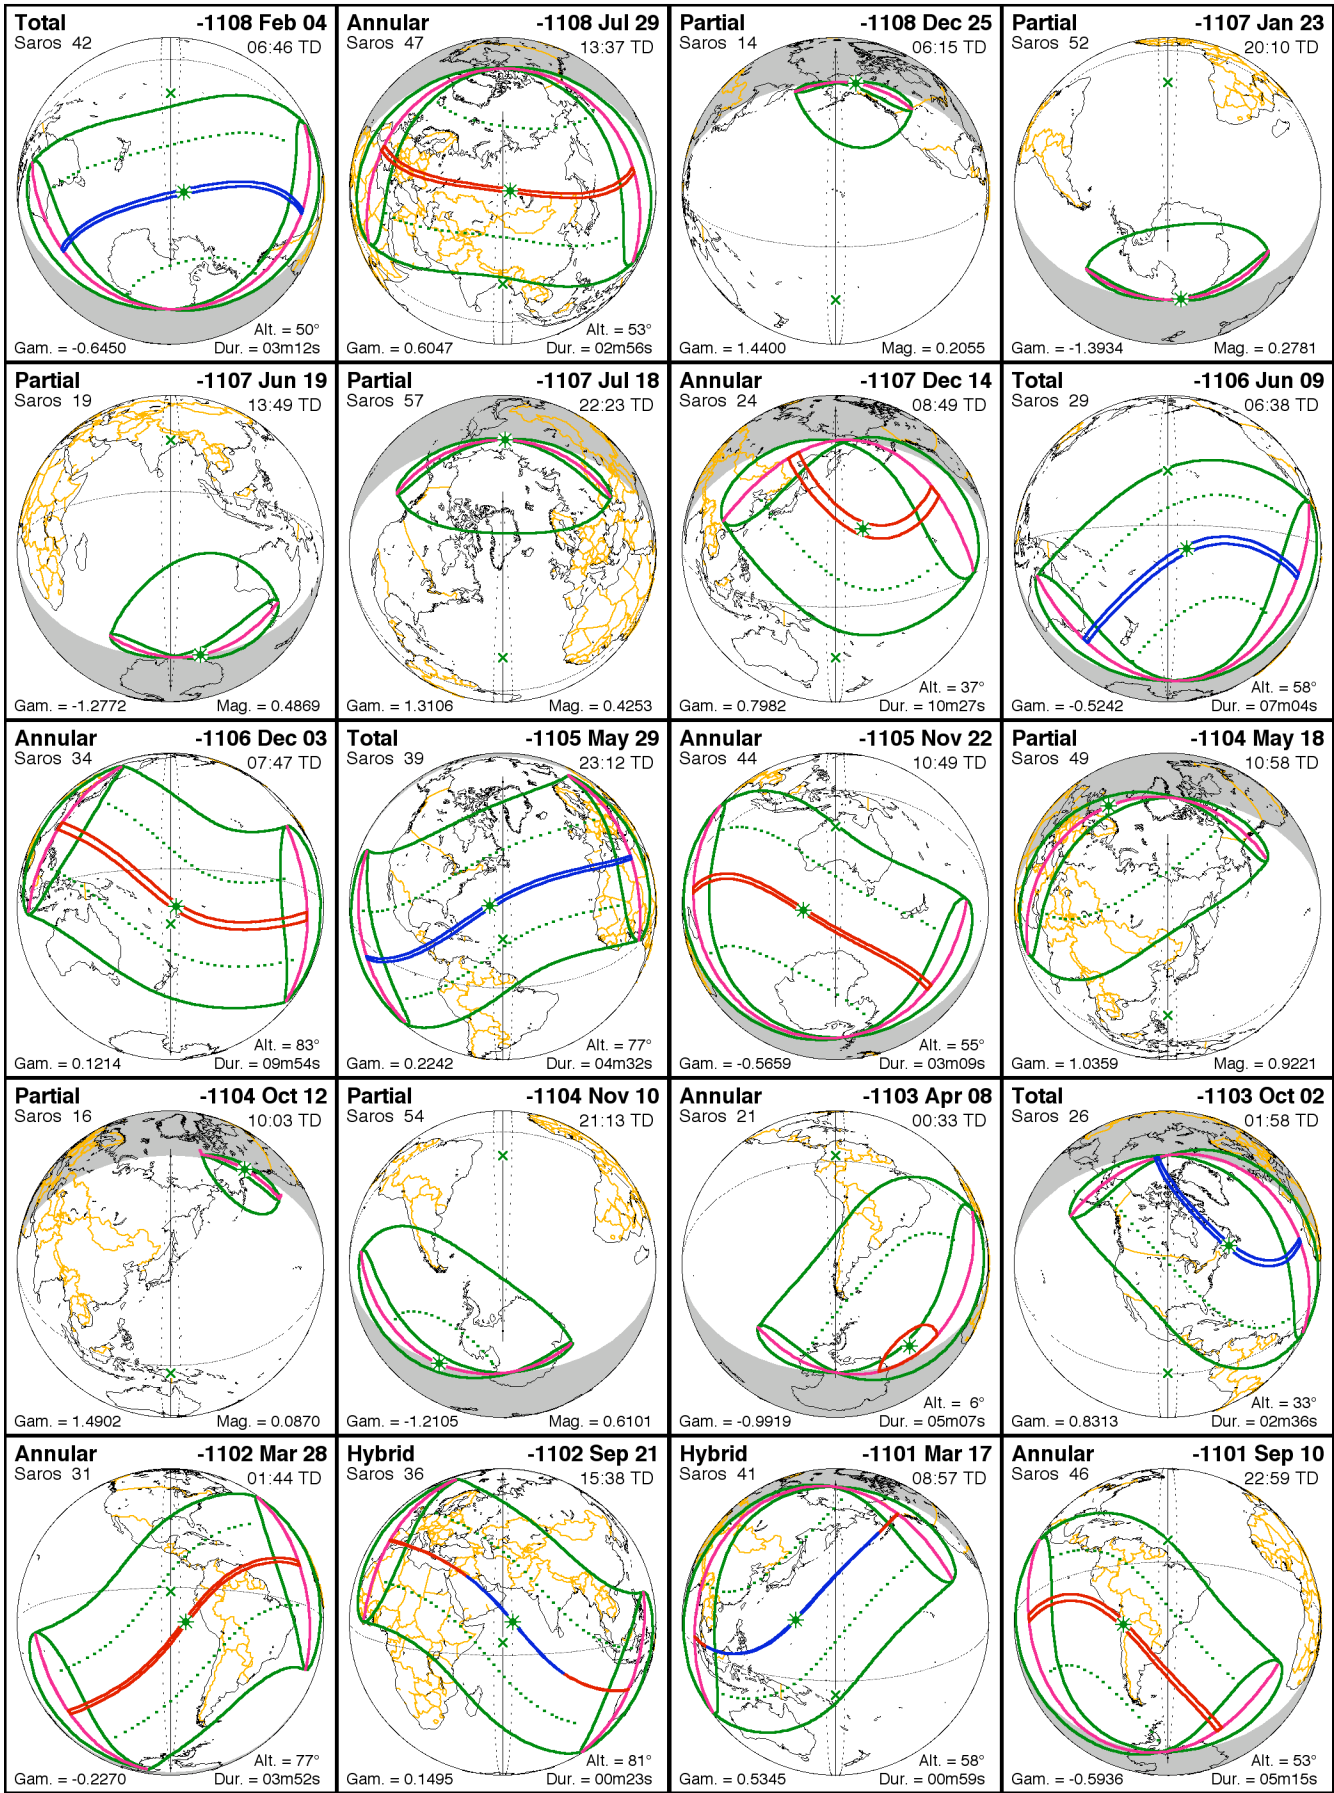 Total -1108 Feb 04
Saros 42 06:46 TD
Alt. = 50°
Gam. = -0.6450 Dur. = 03m12s
Annular -1108 Jul 29
Saros 47 13:37 TD
Alt. = 53°
Gam. = 0.6047 Dur. = 02m56s
Partial -1108 Dec 25
Saros 14 06:15 TD
Gam. = 1.4400 Mag. = 0.2055
Partial -1107 Jan 23
Saros 52 20:10 TD
Gam. = -1.3934 Mag. = 0.2781
Partial -1107 Jun 19
Saros 19 13:49 TD
Gam. = -1.2772 Mag. = 0.4869
Partial -1107 Jul 18
Saros 57 22:23 TD
Gam. = 1.3106 Mag. = 0.4253
Annular -1107 Dec 14
Saros 24 08:49 TD
Alt. = 37°
Gam. = 0.7982 Dur. = 10m27s
Total -1106 Jun 09
Saros 29 06:38 TD
Alt. = 58°
Gam. = -0.5242 Dur. = 07m04s
Annular -1106 Dec 03
Saros 34 07:47 TD
Alt. = 83°
Gam. = 0.1214 Dur. = 09m54s
Total -1105 May 29
Saros 39 23:12 TD
Alt. = 77°
Gam. = 0.2242 Dur. = 04m32s
Annular -1105 Nov 22
Saros 44 10:49 TD
Alt. = 55°
Gam. = -0.5659 Dur. = 03m09s
Partial -1104 May 18
Saros 49 10:58 TD
Gam. = 1.0359 Mag. = 0.9221
Partial -1104 Oct 12
Saros 16 10:03 TD
Gam. = 1.4902 Mag. = 0.0870
Partial -1104 Nov 10
Saros 54 21:13 TD
Gam. = -1.2105 Mag. = 0.6101
Annular -1103 Apr 08
Saros 21 00:33 TD
Alt. = 6°
Gam. = -0.9919 Dur. = 05m07s
Total -1103 Oct 02
Saros 26 01:58 TD
Alt. = 33°
Gam. = 0.8313 Dur. = 02m36s
Annular -1102 Mar 28
Saros 31 01:44 TD
Alt. = 77°
Gam. = -0.2270 Dur. = 03m52s
Hybrid -1102 Sep 21
Saros 36 15:38 TD
Alt. = 81°
Gam. = 0.1495 Dur. = 00m23s
Hybrid -1101 Mar 17
Saros 41 08:57 TD
Alt. = 58°
Gam. = 0.5345 Dur. = 00m59s
Annular -1101 Sep 10
Saros 46 22:59 TD
Alt. = 53°
Gam. = -0.5936 Dur. = 05m15s